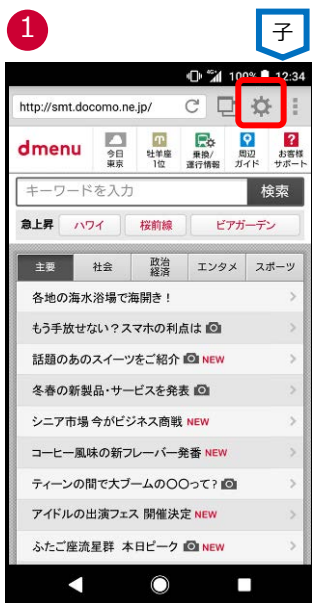 1
子
100% 12:34
http://smt.docomo.ne.jp/
dmenu
今日
東京
牡羊座
1位
乗換/
運行情報
周辺
ガイド
お客様
サポート
キーワードを入力
検索
急上昇 ハワイ 桜前線 ビアガーデン
主要 社会 政治
経済 エンタメ スポーツ
各地の海水浴場で海開き！
もう手放せない？スマホの利点は
話題のあのスイーツをご紹介 NEW
冬春の新製品・サービスを発表
シニア市場 今がビジネス商戦 NEW
コーヒー風味の新フレーバー発番 NEW
ティーンの間で大ブームの〇〇って？
アイドルの出演フェス 開催決定 NEW
ふたご座流星群 本日ピーク NEW